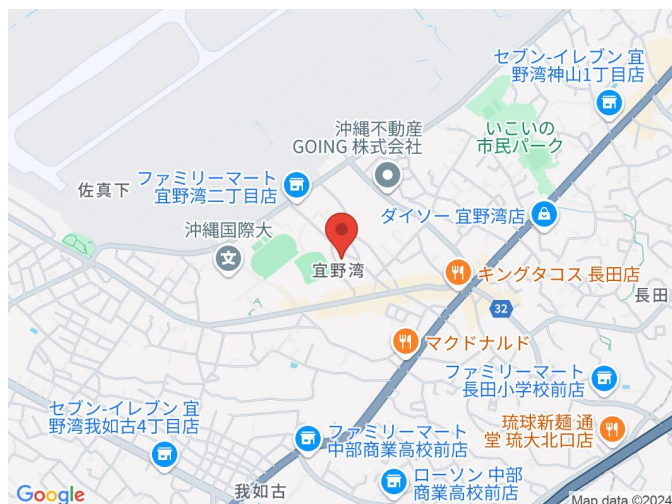 セブン-イレブン 宜
野湾神山1丁目店
沖縄不動産
GOING 株式会社
いこいの
市民パーク
佐真下
ファミリーマート
宜野湾二丁目店
ダイソー 宜野湾店
沖縄国際大
宜野湾
キングタコス 長田店
長田
32
マクドナルド
ファミリーマート
長田小学校前店
セブン-イレブン 宜
野湾我如古4丁目店
琉球新麺 通
堂 琉大北口店
ファミリーマート
中部商業高校前店
我如古
ローソン 中部
商業高校前店
Google
Map data ©2024